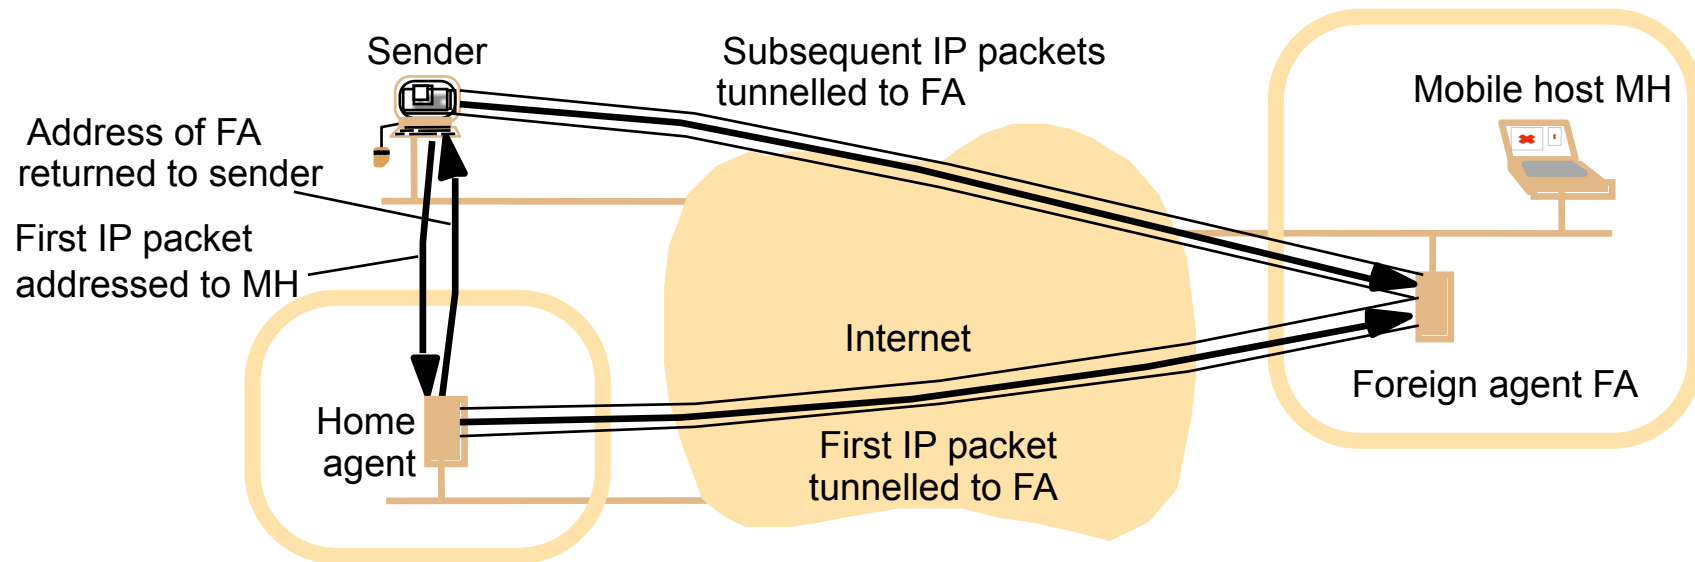 Sender
Subsequent IP packets
tunnelled to FA
Mobile host MH
Address of FA
returned to sender
First IP packet
addressed to MH
Internet
Foreign agent FA
Home
agent
First IP packet
tunnelled to FA